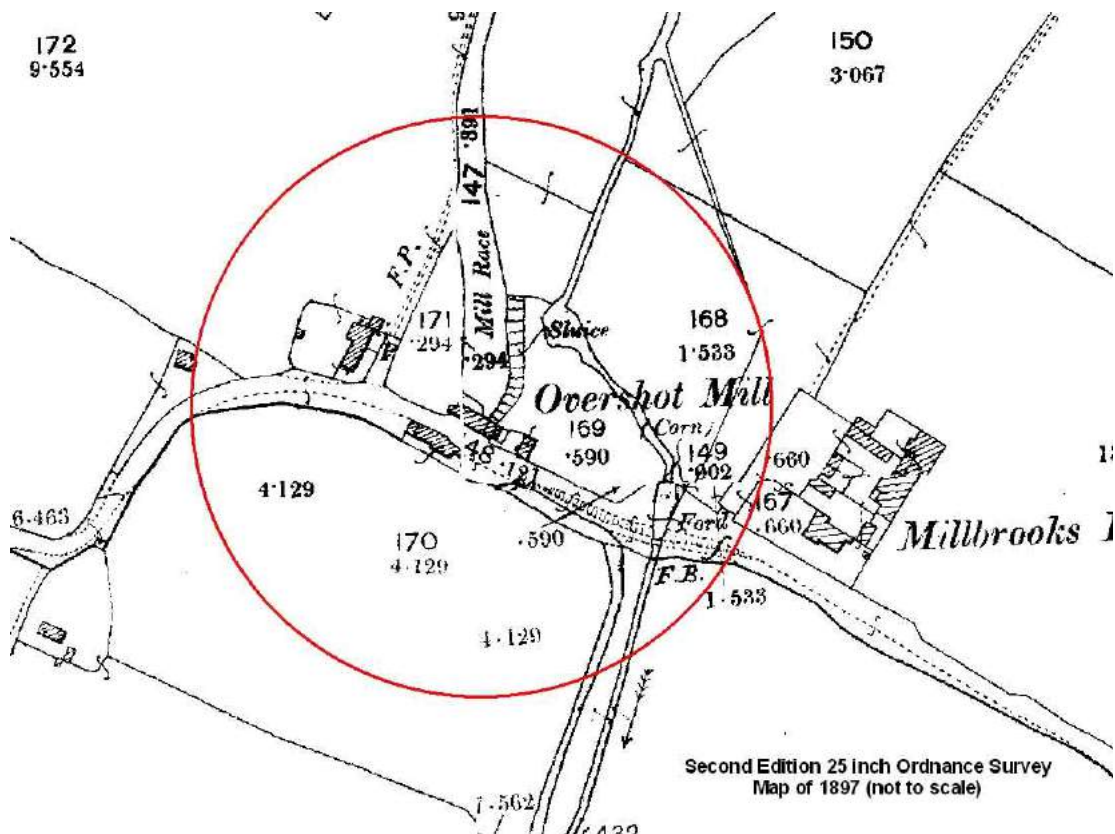 172
9·554
150
3·067
147 ·891
F.P.
Mill Race
171
·294
·294
Sluice
168
1·533
Overshot Mill
(Corn)
169
·590
149
·902
·660
167
·660
48
·121
4·129
6·463
170
4·129
·590
Ford
F.B.
1·533
Millbrooks
4·129
1·562
·432
Second Edition 25 inch Ordnance Survey
Map of 1897 (not to scale)